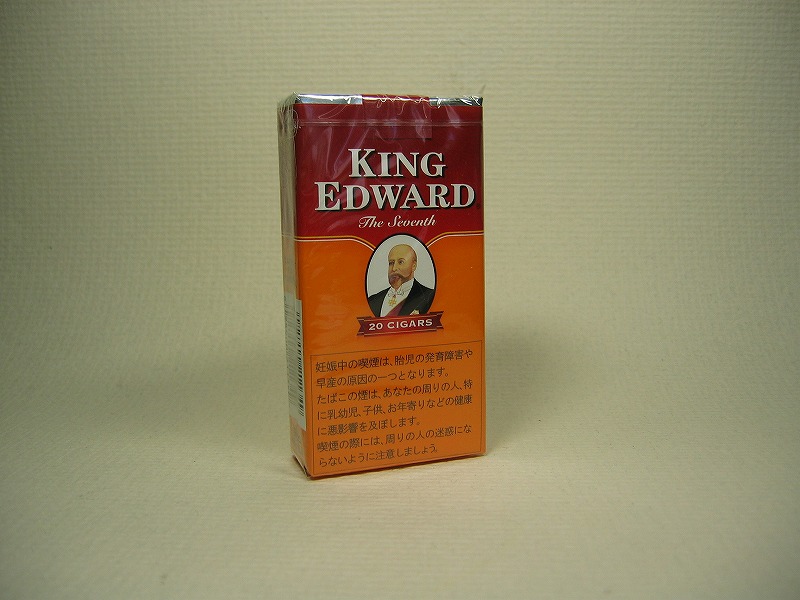 KING
EDWARD
The Seventh
20 CIGARS
妊娠中の喫煙は、胎児の発育障害や
早産の原因の一つとなります。
たばこの煙は、あなたの周りの人、特
に乳幼児、子供、お年寄りなどの健康
に悪影響を及ぼします。
喫煙の際には、周りの人の迷惑にな
らないように注意しましょう。